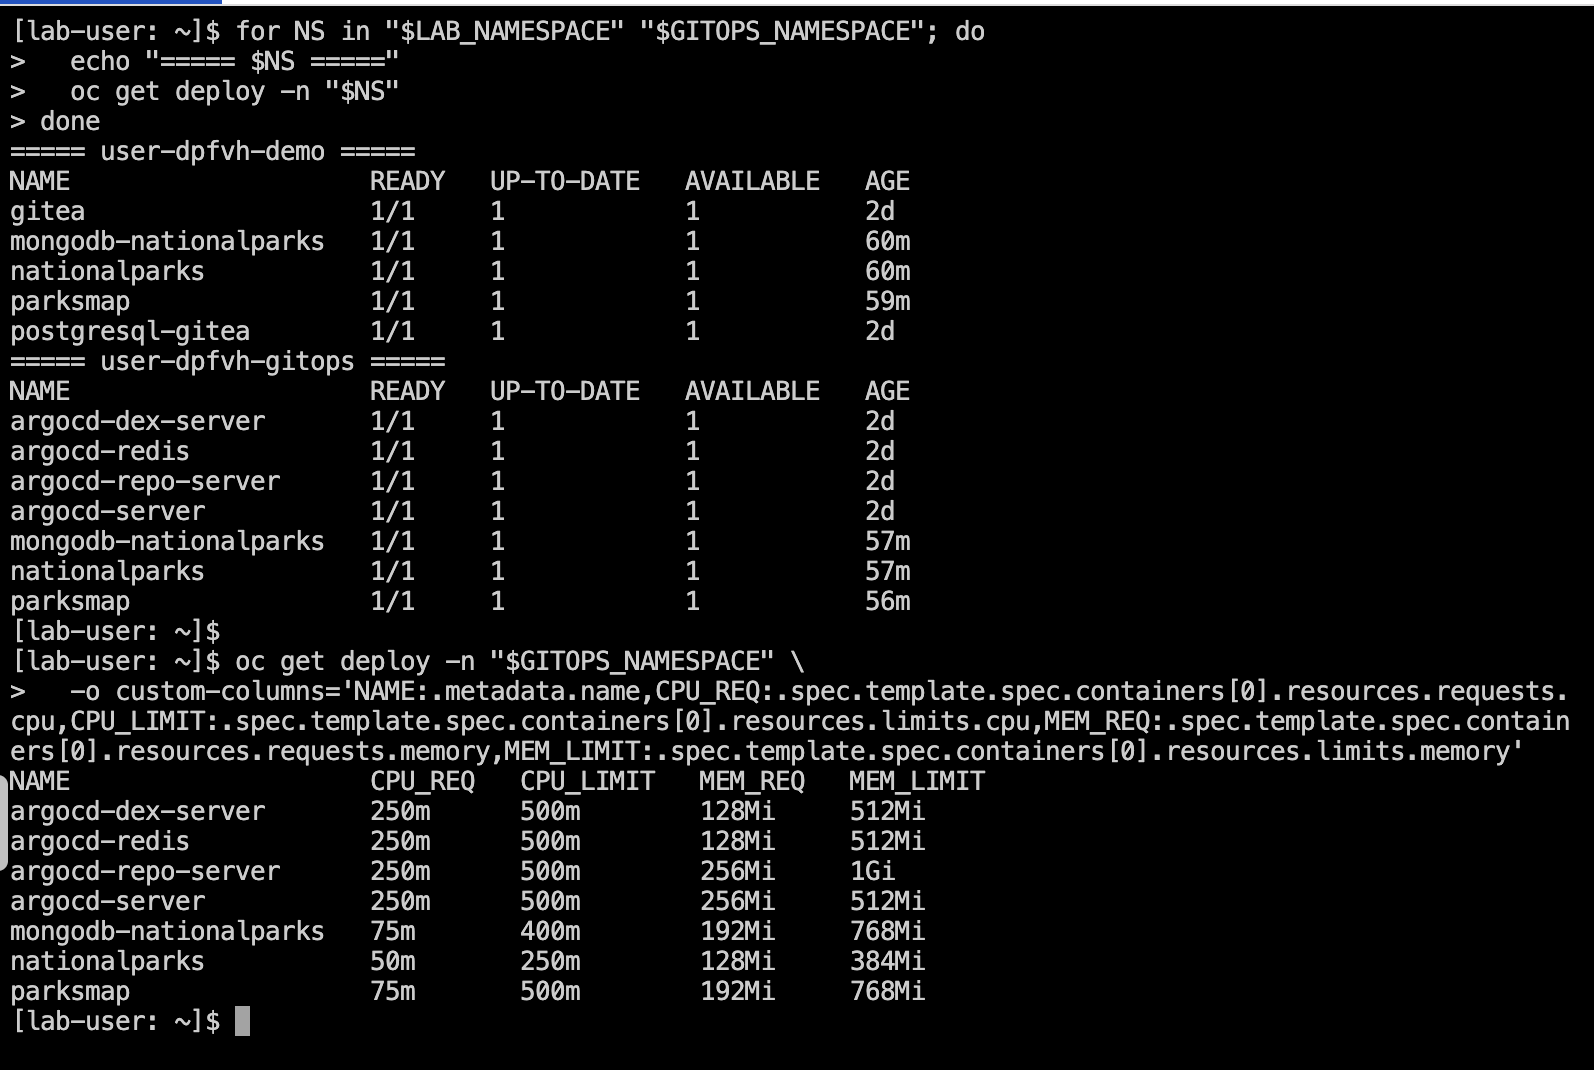 [lab-user: ~]$ for NS in "$LAB_NAMESPACE" "$GITOPS_NAMESPACE"; do
>   echo "===== $NS ====="
>   oc get deploy -n "$NS"
> done
===== user-dpfvh-demo =====
NAME                    READY   UP-TO-DATE   AVAILABLE   AGE
gitea                   1/1     1            1           2d
mongodb-nationalparks   1/1     1            1           60m
nationalparks           1/1     1            1           60m
parksmap                1/1     1            1           59m
postgresql-gitea        1/1     1            1           2d
===== user-dpfvh-gitops =====
NAME                    READY   UP-TO-DATE   AVAILABLE   AGE
argocd-dex-server       1/1     1            1           2d
argocd-redis            1/1     1            1           2d
argocd-repo-server      1/1     1            1           2d
argocd-server           1/1     1            1           2d
mongodb-nationalparks   1/1     1            1           57m
nationalparks           1/1     1            1           57m
parksmap                1/1     1            1           56m
[lab-user: ~]$
[lab-user: ~]$ oc get deploy -n "$GITOPS_NAMESPACE" \
>   -o custom-columns='NAME:.metadata.name,CPU_REQ:.spec.template.spec.containers[0].resources.requests.
cpu,CPU_LIMIT:.spec.template.spec.containers[0].resources.limits.cpu,MEM_REQ:.spec.template.spec.contain
ers[0].resources.requests.memory,MEM_LIMIT:.spec.template.spec.containers[0].resources.limits.memory'
NAME                    CPU_REQ   CPU_LIMIT   MEM_REQ   MEM_LIMIT
argocd-dex-server       250m      500m        128Mi     512Mi
argocd-redis            250m      500m        128Mi     512Mi
argocd-repo-server      250m      500m        256Mi     1Gi
argocd-server           250m      500m        256Mi     512Mi
mongodb-nationalparks   75m       400m        192Mi     768Mi
nationalparks           50m       250m        128Mi     384Mi
parksmap                75m       500m        192Mi     768Mi
[lab-user: ~]$